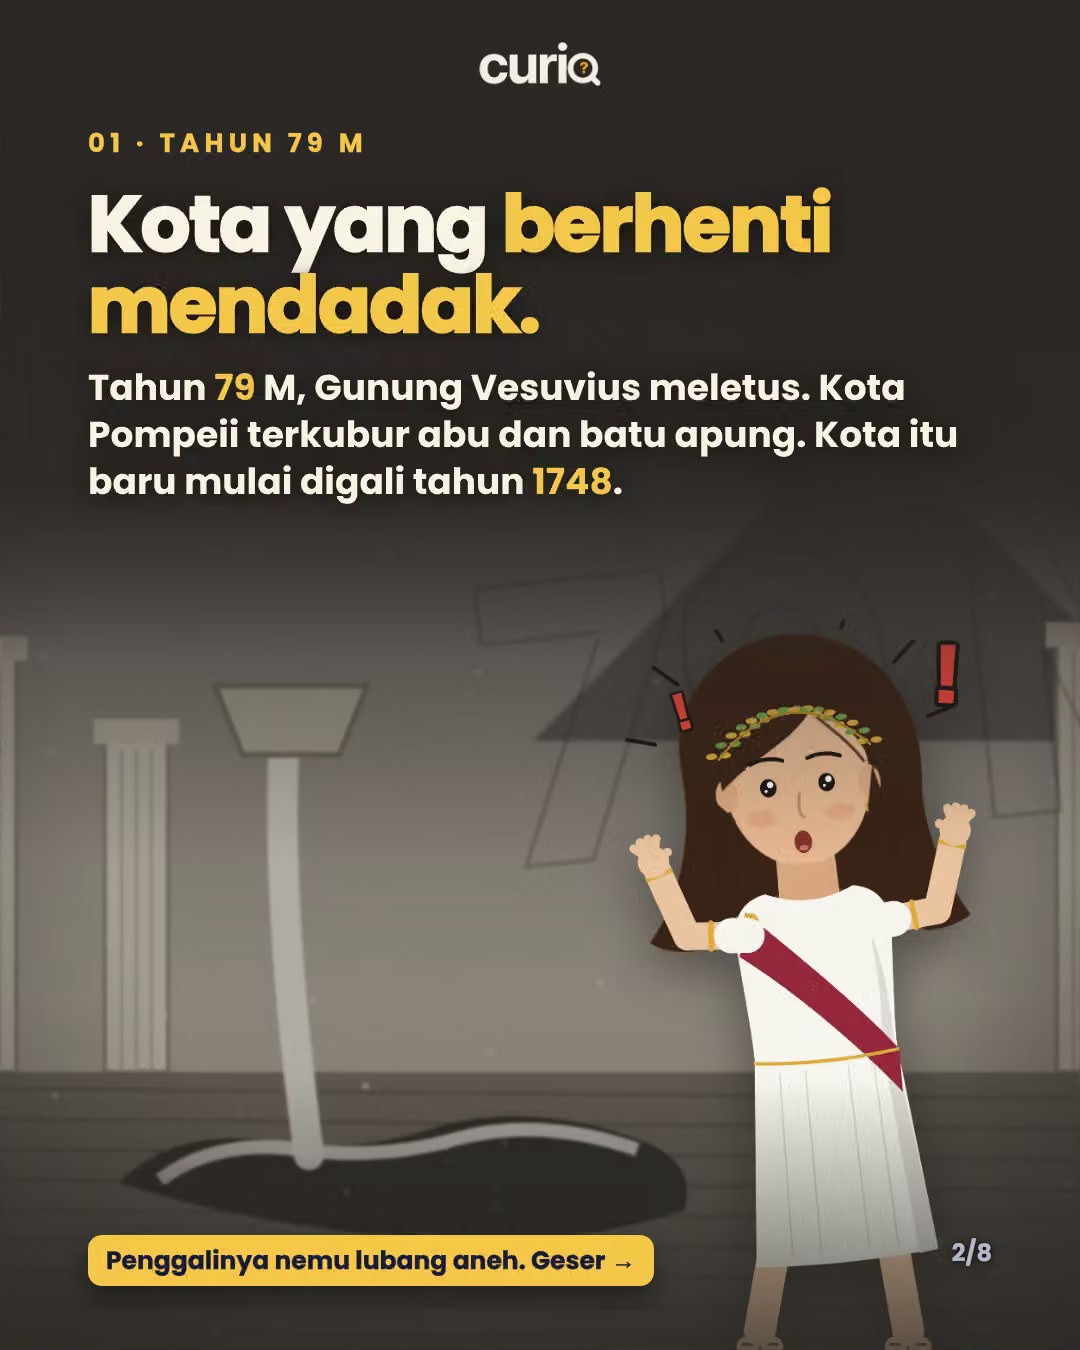 curiQ
01 · TAHUN 79 M
Kota yang berhenti
mendadak.
Tahun 79 M, Gunung Vesuvius meletus. Kota
Pompeii terkubur abu dan batu apung. Kota itu
baru mulai digali tahun 1748.
79
! !
Penggalinya nemu lubang aneh. Geser →
2/8